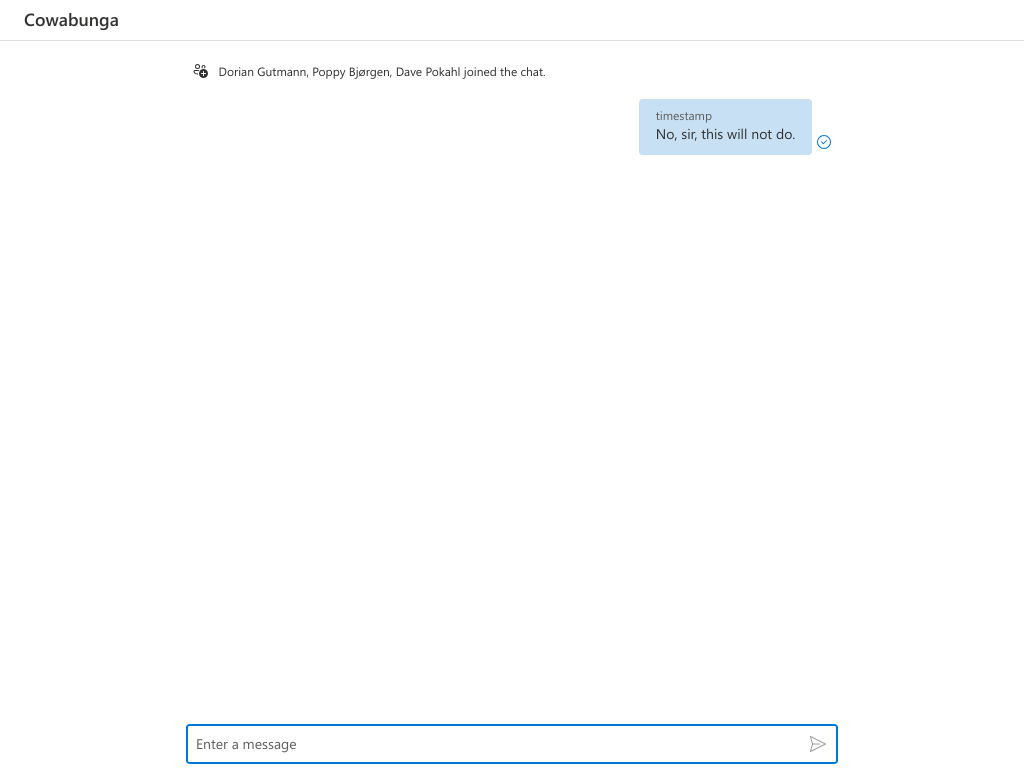 Cowabunga
Dorian Gutmann, Poppy Bjørgen, Dave Pokahl joined the chat.
timestamp
No, sir, this will not do.
Enter a message